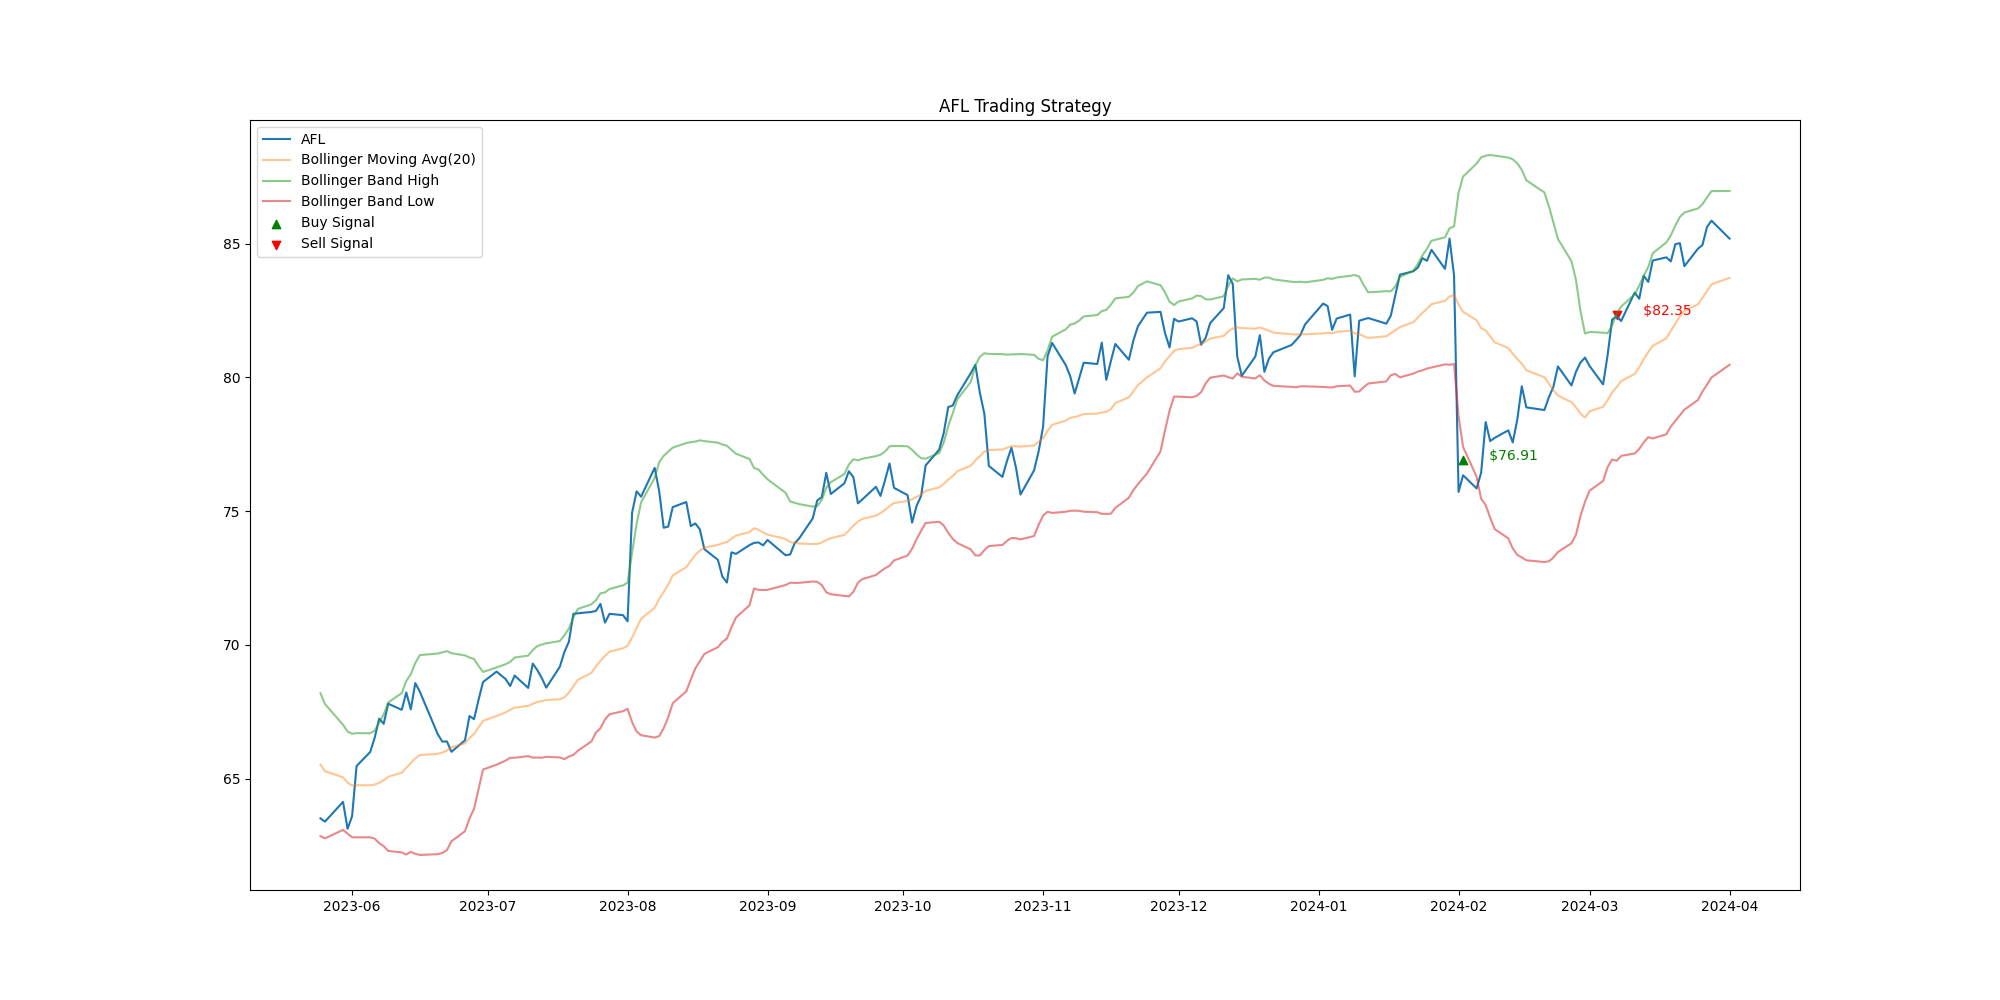 AFL Trading Strategy
AFL
Bollinger Moving Avg(20)
Bollinger Band High
Bollinger Band Low
Buy Signal
Sell Signal
85
80
75
70
65
$82.35
$76.91
2023-06 2023-07 2023-08 2023-09 2023-10 2023-11 2023-12 2024-01 2024-02 2024-03 2024-04